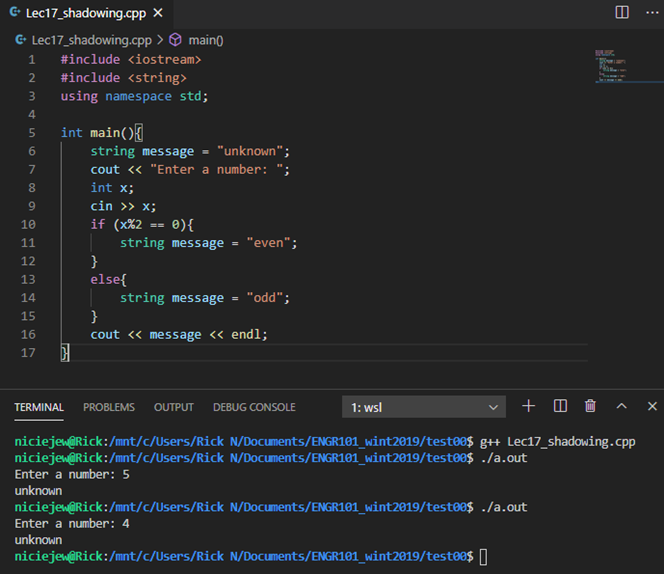 Lec17_shadowing.cpp
Lec17_shadowing.cpp > main()
1 #include <iostream>
2 #include <string>
3 using namespace std;
4
5 int main(){
6     string message = "unknown";
7     cout << "Enter a number: ";
8     int x;
9     cin >> x;
10     if (x%2 == 0){
11         string message = "even";
12     }
13     else{
14         string message = "odd";
15     }
16     cout << message << endl;
17 }
TERMINAL PROBLEMS OUTPUT DEBUG CONSOLE 1: wsl
niciejew@Rick:/mnt/c/Users/Rick N/Documents/ENGR101_wint2019/test00$ g++ Lec17_shadowing.cpp
niciejew@Rick:/mnt/c/Users/Rick N/Documents/ENGR101_wint2019/test00$ ./a.out
Enter a number: 5
unknown
niciejew@Rick:/mnt/c/Users/Rick N/Documents/ENGR101_wint2019/test00$ ./a.out
Enter a number: 4
unknown
niciejew@Rick:/mnt/c/Users/Rick N/Documents/ENGR101_wint2019/test00$